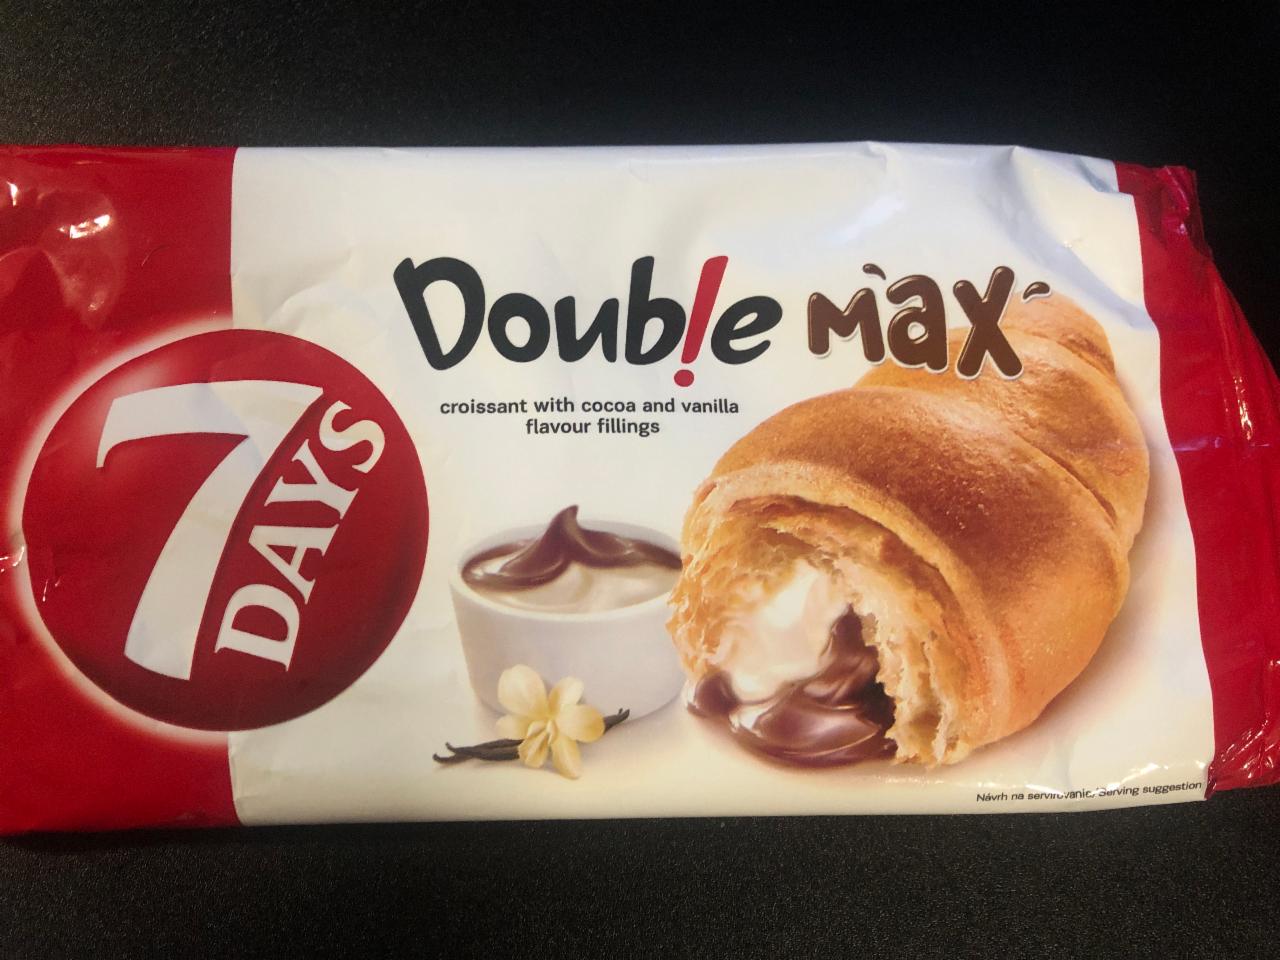 7
DAYS
Doub!e max
croissant with cocoa and vanilla
flavour fillings
Návrh na servírovanie/Serving suggestion